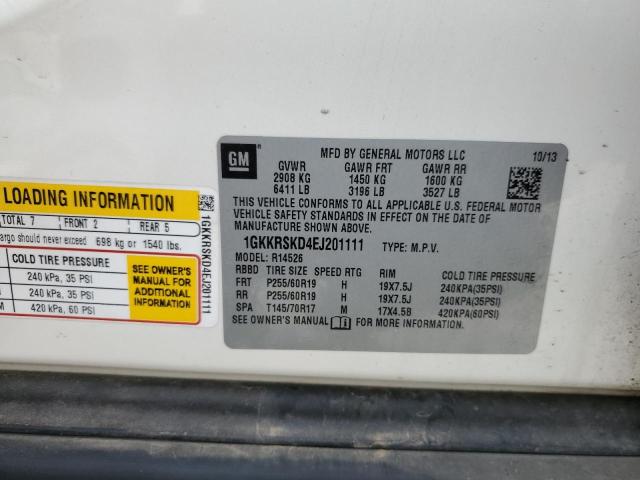 LOADING INFORMATION
TOTAL 7 FRONT 2 REAR 5
cargo should never exceed 698 kg or 1540 lbs.
COLD TIRE PRESSURE
240 kPa, 35 PSI
240 kPa, 35 PSI
420 kPa, 60 PSI
SEE OWNER'S
MANUAL FOR
ADDITIONAL
INFORMATION
1GKKRSKD4EJ201111
GM
MFD BY GENERAL MOTORS LLC 10/13
GVWR GAWR FRT GAWR RR
2908 KG 1450 KG 1600 KG
6411 LB 3196 LB 3527 LB
THIS VEHICLE CONFORMS TO ALL APPLICABLE U.S. FEDERAL MOTOR
VEHICLE SAFETY STANDARDS IN EFFECT ON THE DATE OF
MANUFACTURE SHOWN ABOVE.
1GKKRSKD4EJ201111 TYPE: M.P.V.
MODEL: R14526
RBBD TIRE SIZE SPEED RTG RIM COLD TIRE PRESSURE
FRT P255/60R19 H 19X7.5J 240KPA(35PSI)
RR P255/60R19 H 19X7.5J 240KPA(35PSI)
SPA T145/70R17 M 17X4.5B 420KPA(60PSI)
SEE OWNER'S MANUAL FOR MORE INFORMATION.